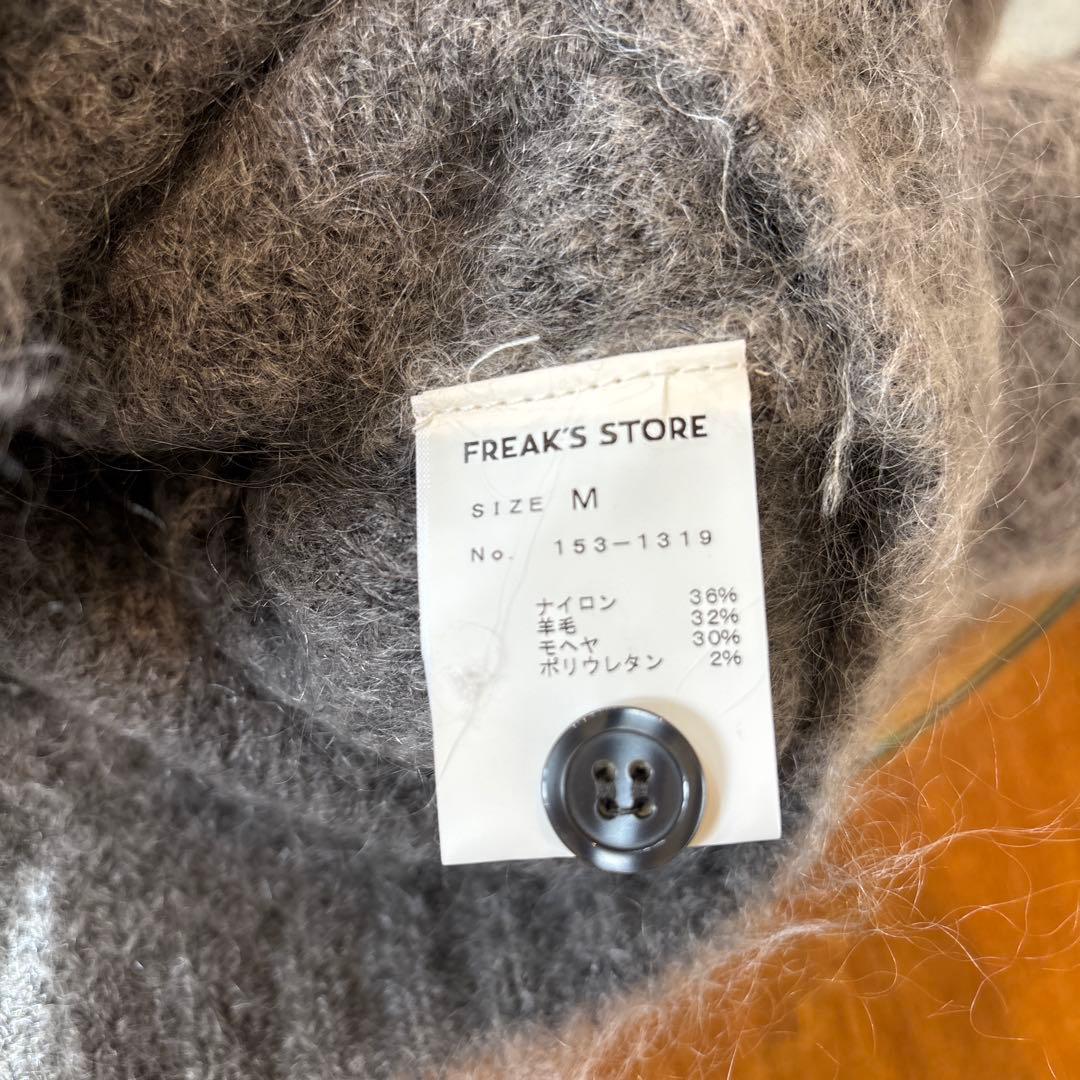 FREAK'S STORE
SIZE M
No. 153-1319
ナイロン 36%
羊毛 32%
モヘヤ 30%
ポリウレタン 2%